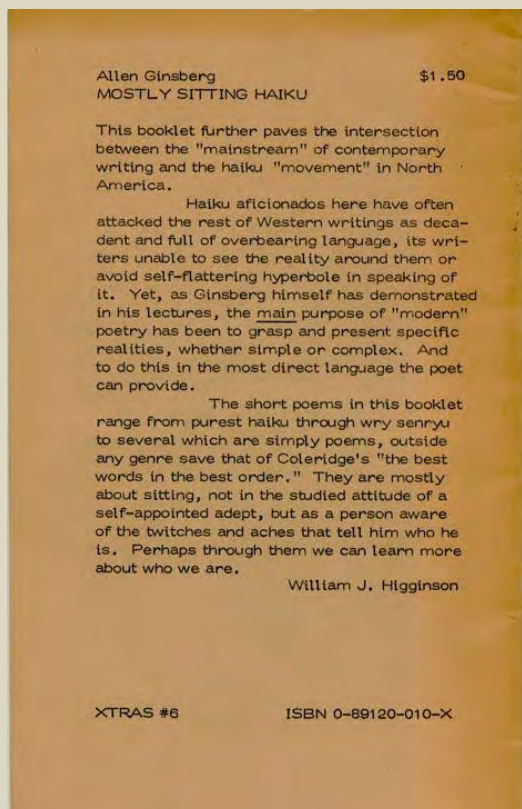 Allen Ginsberg $1.50
MOSTLY SITTING HAIKU
This booklet further paves the intersection
between the "mainstream" of contemporary
writing and the haiku "movement" in North
America.
Haiku aficionados here have often
attacked the rest of Western writings as deca-
dent and full of overbearing language, its wri-
ters unable to see the reality around them or
avoid self-flattering hyperbole in speaking of
it. Yet, as Ginsberg himself has demonstrated
in his lectures, the main purpose of "modern"
poetry has been to grasp and present specific
realities, whether simple or complex. And
to do this in the most direct language the poet
can provide.
The short poems in this booklet
range from purest haiku through wry senryu
to several which are simply poems, outside
any genre save that of Coleridge's "the best
words in the best order." They are mostly
about sitting, not in the studied attitude of a
self-appointed adept, but as a person aware
of the twitches and aches that tell him who he
is. Perhaps through them we can learn more
about who we are.
William J. Higginson
XTRAS #6 ISBN 0-89120-010-X